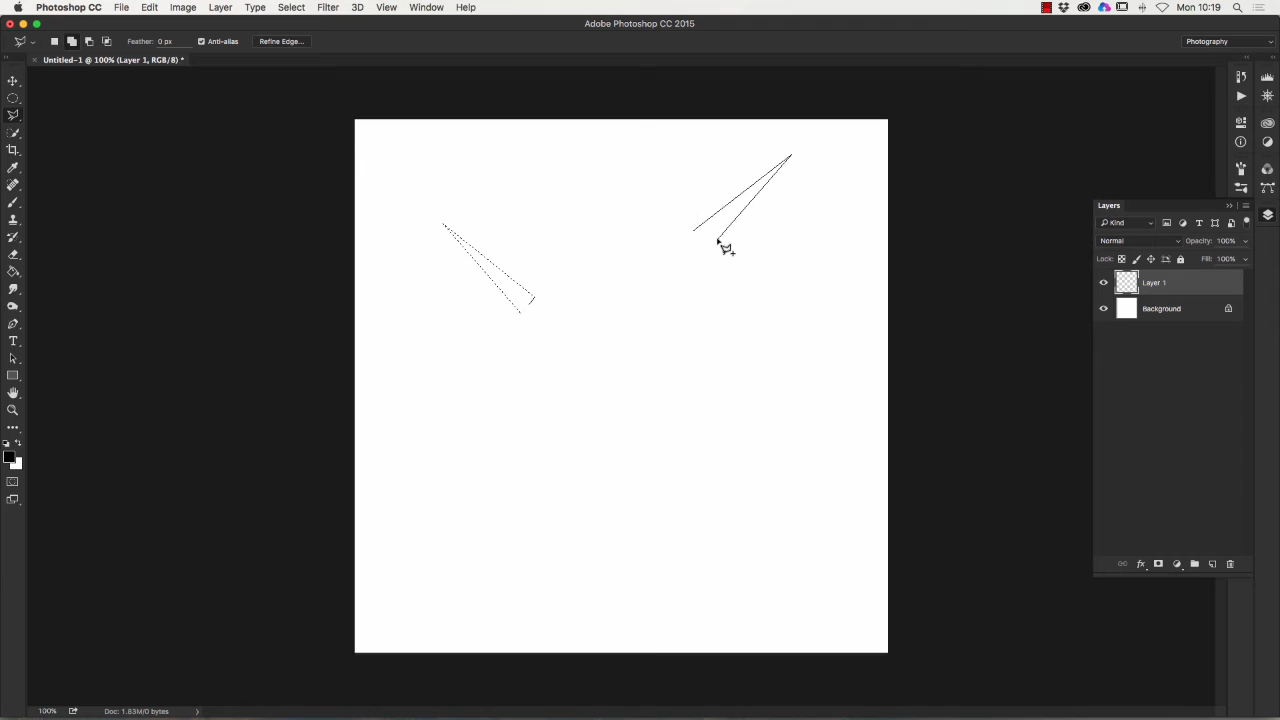 Photoshop CC File Edit Image Layer Type Select Filter 3D View Window Help Mon 10:19
Adobe Photoshop CC 2015
Feather: 0 px Anti-alias Refine Edge... Photography
Untitled-1 @ 100% (Layer 1, RGB/8) *
Layers
Kind
Normal Opacity: 100%
Lock: Fill: 100%
Layer 1
Background
100% Doc: 1.83M/0 bytes